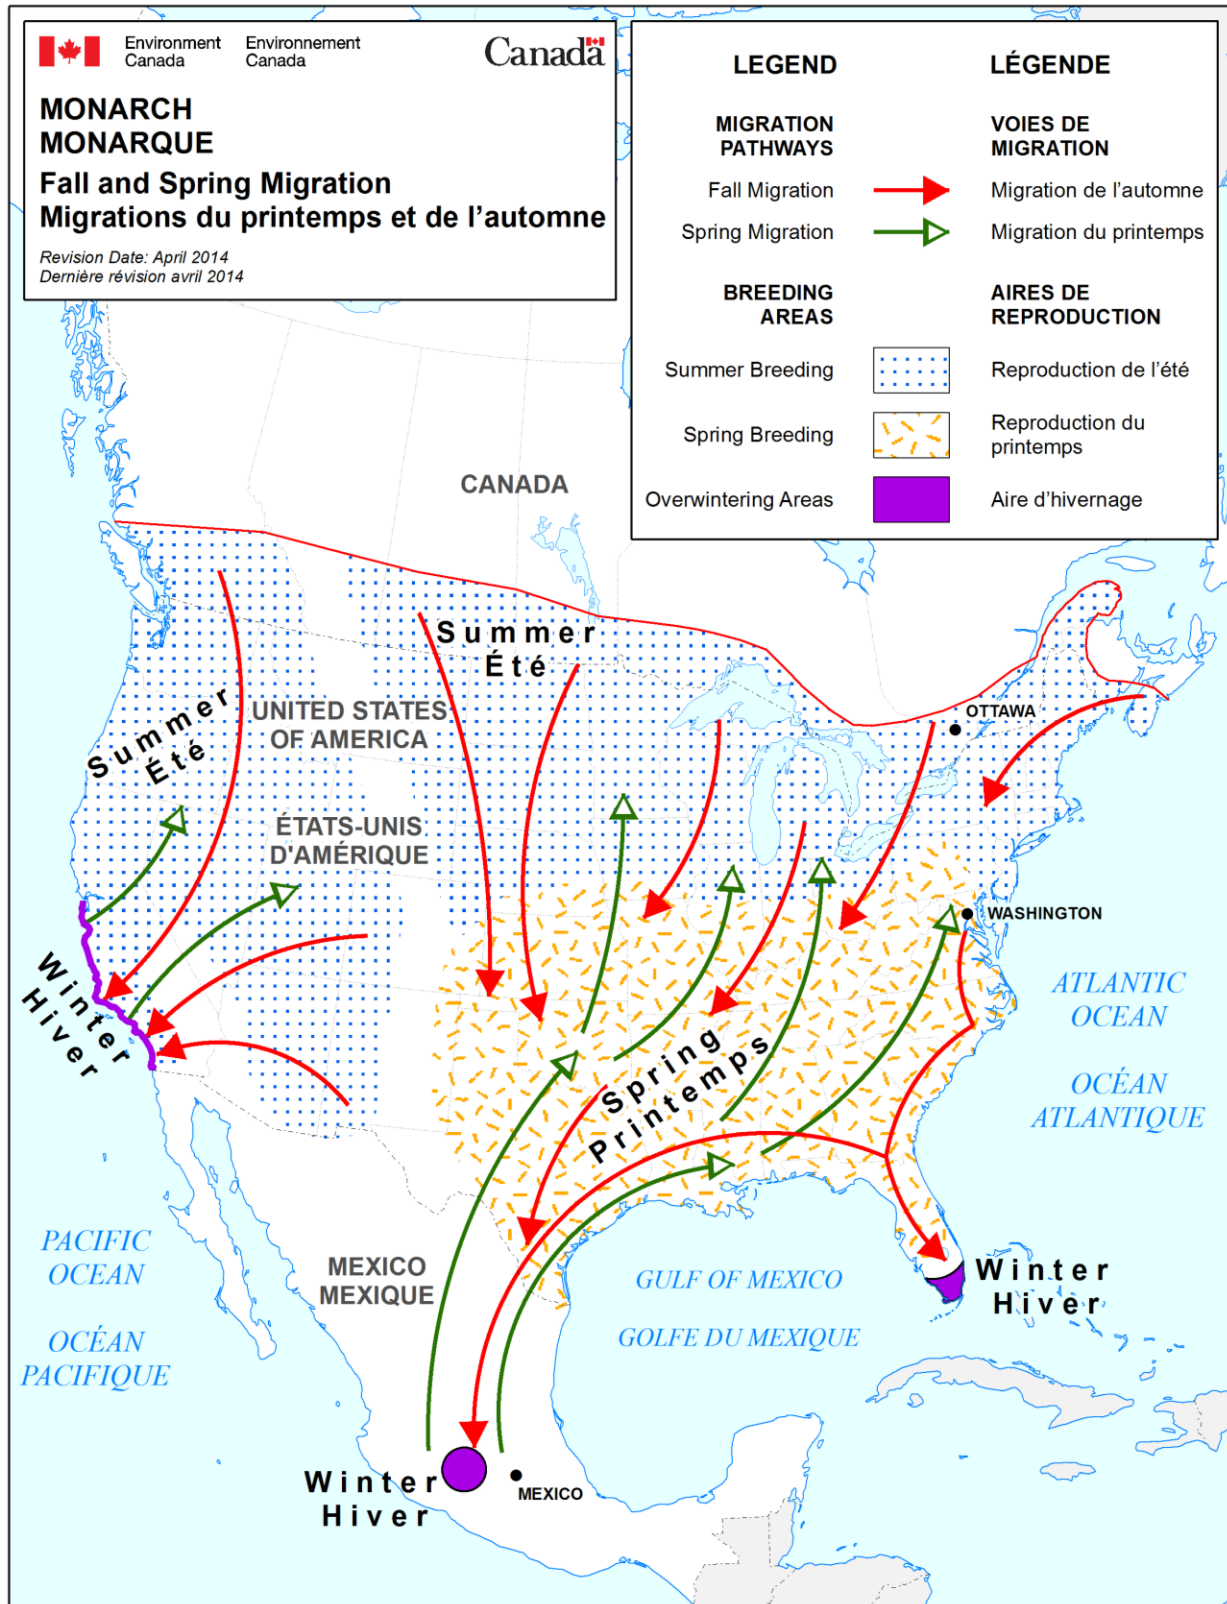 Environment Canada
Environnement Canada
Canada
MONARCH
MONARQUE
Fall and Spring Migration
Migrations du printemps et de l'automne
Revision Date: April 2014
Dernière révision avril 2014
LEGEND
LÉGENDE
MIGRATION PATHWAYS
VOIES DE MIGRATION
Fall Migration
Migration de l'automne
Spring Migration
Migration du printemps
BREEDING AREAS
AIRES DE REPRODUCTION
Summer Breeding
Reproduction de l'été
Spring Breeding
Reproduction du printemps
Overwintering Areas
Aire d'hivernage
CANADA
Summer
Été
Summer
Été
UNITED STATES
OF AMERICA
ÉTATS-UNIS
D'AMÉRIQUE
OTTAWA
WASHINGTON
Winter
Hiver
Spring
Printemps
ATLANTIC
OCEAN
OCÉAN
ATLANTIQUE
PACIFIC
OCEAN
OCÉAN
PACIFIQUE
MEXICO
MEXIQUE
GULF OF MEXICO
GOLFE DU MEXIQUE
Winter
Hiver
Winter
Hiver
MEXICO